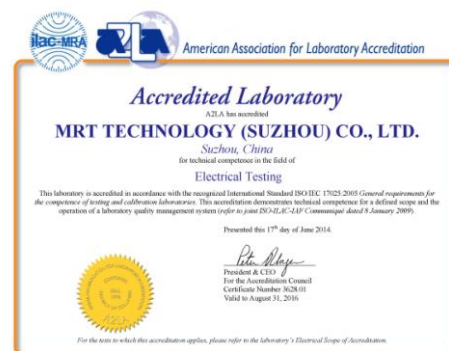 ilac-MRA
A2LA
American Association for Laboratory Accreditation
Accredited Laboratory
A2LA has accredited
MRT TECHNOLOGY (SUZHOU) CO., LTD.
Suzhou, China
for technical competence in the field of
Electrical Testing
This laboratory is accredited in accordance with the recognized International Standard ISO/IEC 17025:2005 General requirements for
the competence of testing and calibration laboratories. This accreditation demonstrates technical competence for a defined scope and the
operation of a laboratory quality management system (refer to joint ISO-ILAC-IAF Communiqué dated 8 January 2009).
Presented this 17th day of June 2014.
President & CEO
For the Accreditation Council
Certificate Number 3628.01
Valid to August 31, 2016
For the tests to which this accreditation applies, please refer to the laboratory's Electrical Scope of Accreditation.